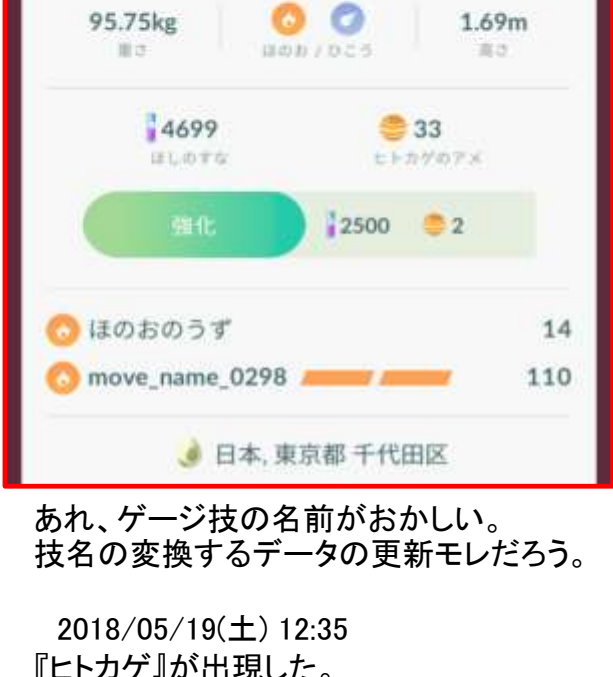 95.75kg
1.69m
重さ
ほのお / ひこう
高さ
4699
33
ほしのすな
ヒトカゲのアメ
強化
2500
2
ほのおのうず
14
move_name_0298
110
日本, 東京都 千代田区
あれ、ゲージ技の名前がおかしい。
技名の変換するデータの更新モレだろう。
2018/05/19(土) 12:35
『ヒトカゲ』が出現した。